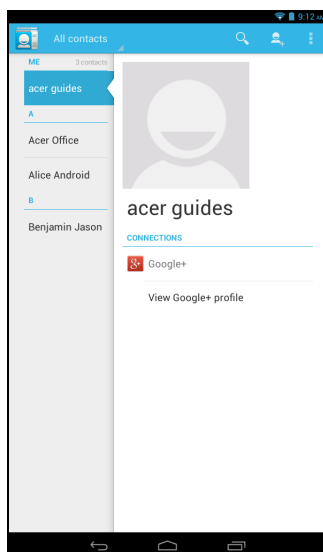 9:12 AM
All contacts
ME 3 contacts
acer guides
A
Acer Office
Alice Android
B
Benjamin Jason
acer guides
CONNECTIONS
g+ Google+
View Google+ profile